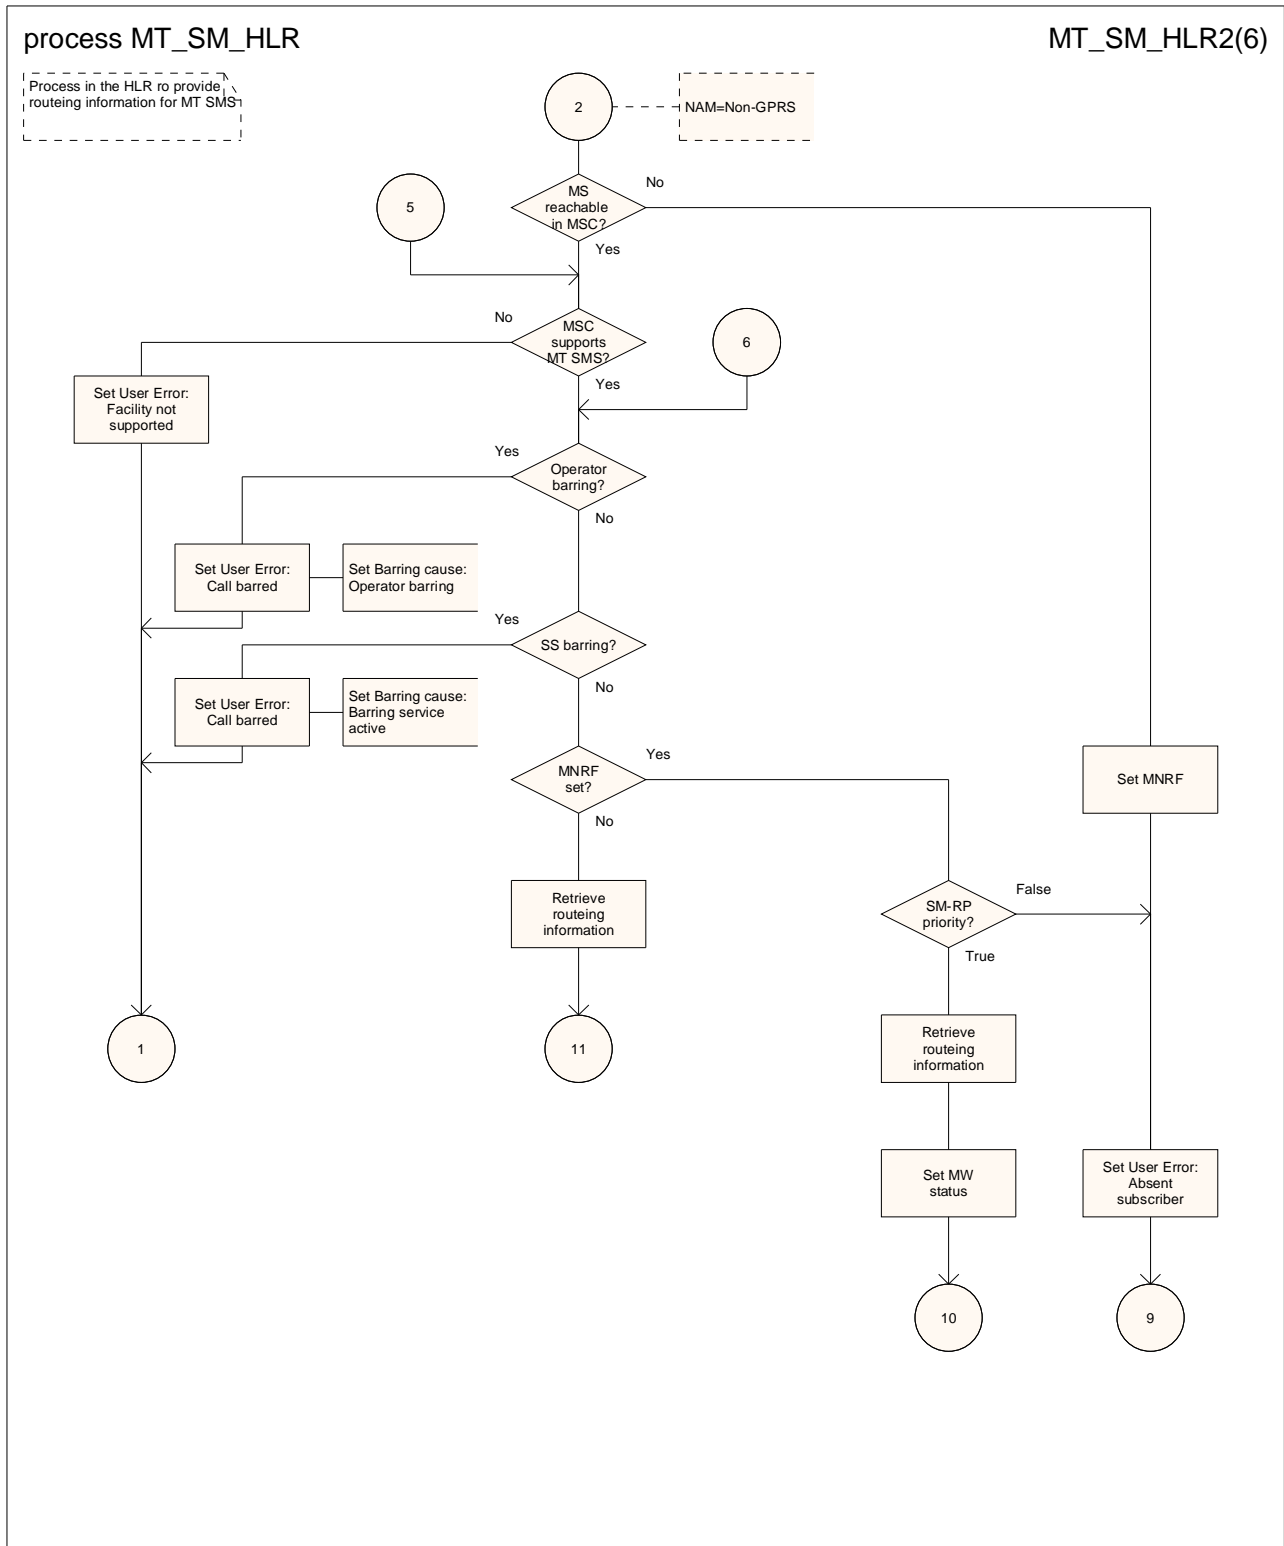 process MT_SM_HLR
MT_SM_HLR2(6)
Process in the HLR ro provide
routeing information for MT SMS
2
NAM=Non-GPRS
MS
reachable
in MSC?
No
Yes
5
MSC
supports
MT SMS?
No
Yes
6
Set User Error:
Facility not
supported
Operator
barring?
Yes
No
Set User Error:
Call barred
Set Barring cause:
Operator barring
SS barring?
Yes
No
Set User Error:
Call barred
Set Barring cause:
Barring service
active
MNRF
set?
Yes
No
Set MNRF
Retrieve
routeing
information
SM-RP
priority?
False
True
1
11
Retrieve
routeing
information
Set MW
status
Set User Error:
Absent
subscriber
10
9